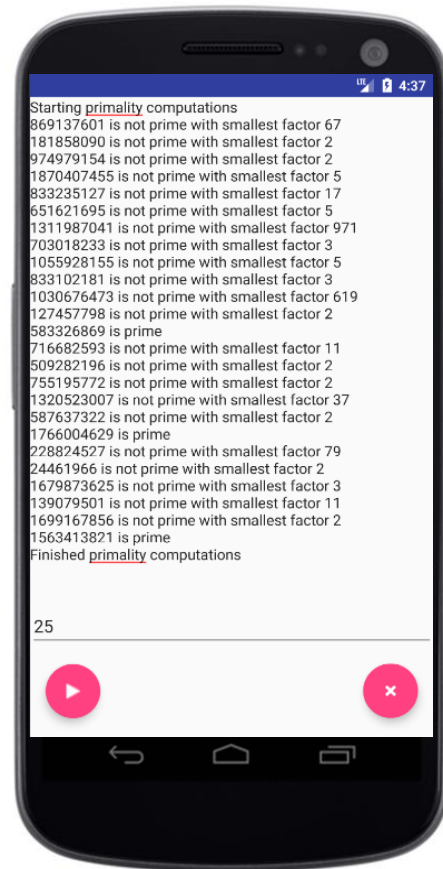 LTE 4:37
Starting primality computations
869137601 is not prime with smallest factor 67
181858090 is not prime with smallest factor 2
974979154 is not prime with smallest factor 2
1870407455 is not prime with smallest factor 5
833235127 is not prime with smallest factor 17
651621695 is not prime with smallest factor 5
1311987041 is not prime with smallest factor 971
703018233 is not prime with smallest factor 3
1055928155 is not prime with smallest factor 5
833102181 is not prime with smallest factor 3
1030676473 is not prime with smallest factor 619
127457798 is not prime with smallest factor 2
583326869 is prime
716682593 is not prime with smallest factor 11
509282196 is not prime with smallest factor 2
755195772 is not prime with smallest factor 2
1320523007 is not prime with smallest factor 37
587637322 is not prime with smallest factor 2
1766004629 is prime
228824527 is not prime with smallest factor 79
24461966 is not prime with smallest factor 2
1679873625 is not prime with smallest factor 3
139079501 is not prime with smallest factor 11
1699167856 is not prime with smallest factor 2
1563413821 is prime
Finished primality computations
25